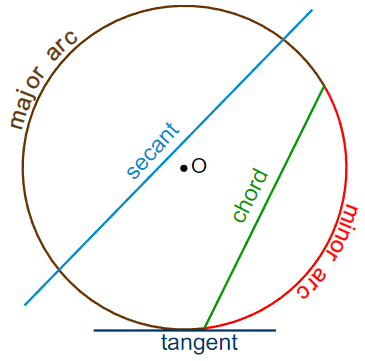 major arc
secant
O
chord
minor arc
tangent